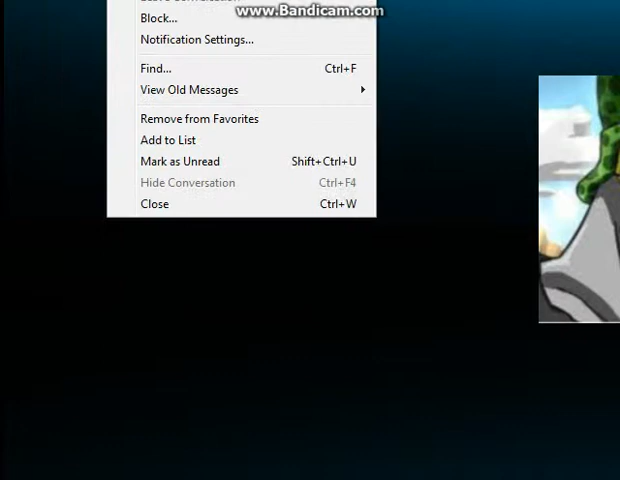 www.Bandicam.com
Block...
Notification Settings...
Find... Ctrl+F
View Old Messages
Remove from Favorites
Add to List
Mark as Unread Shift+Ctrl+U
Hide Conversation Ctrl+F4
Close Ctrl+W